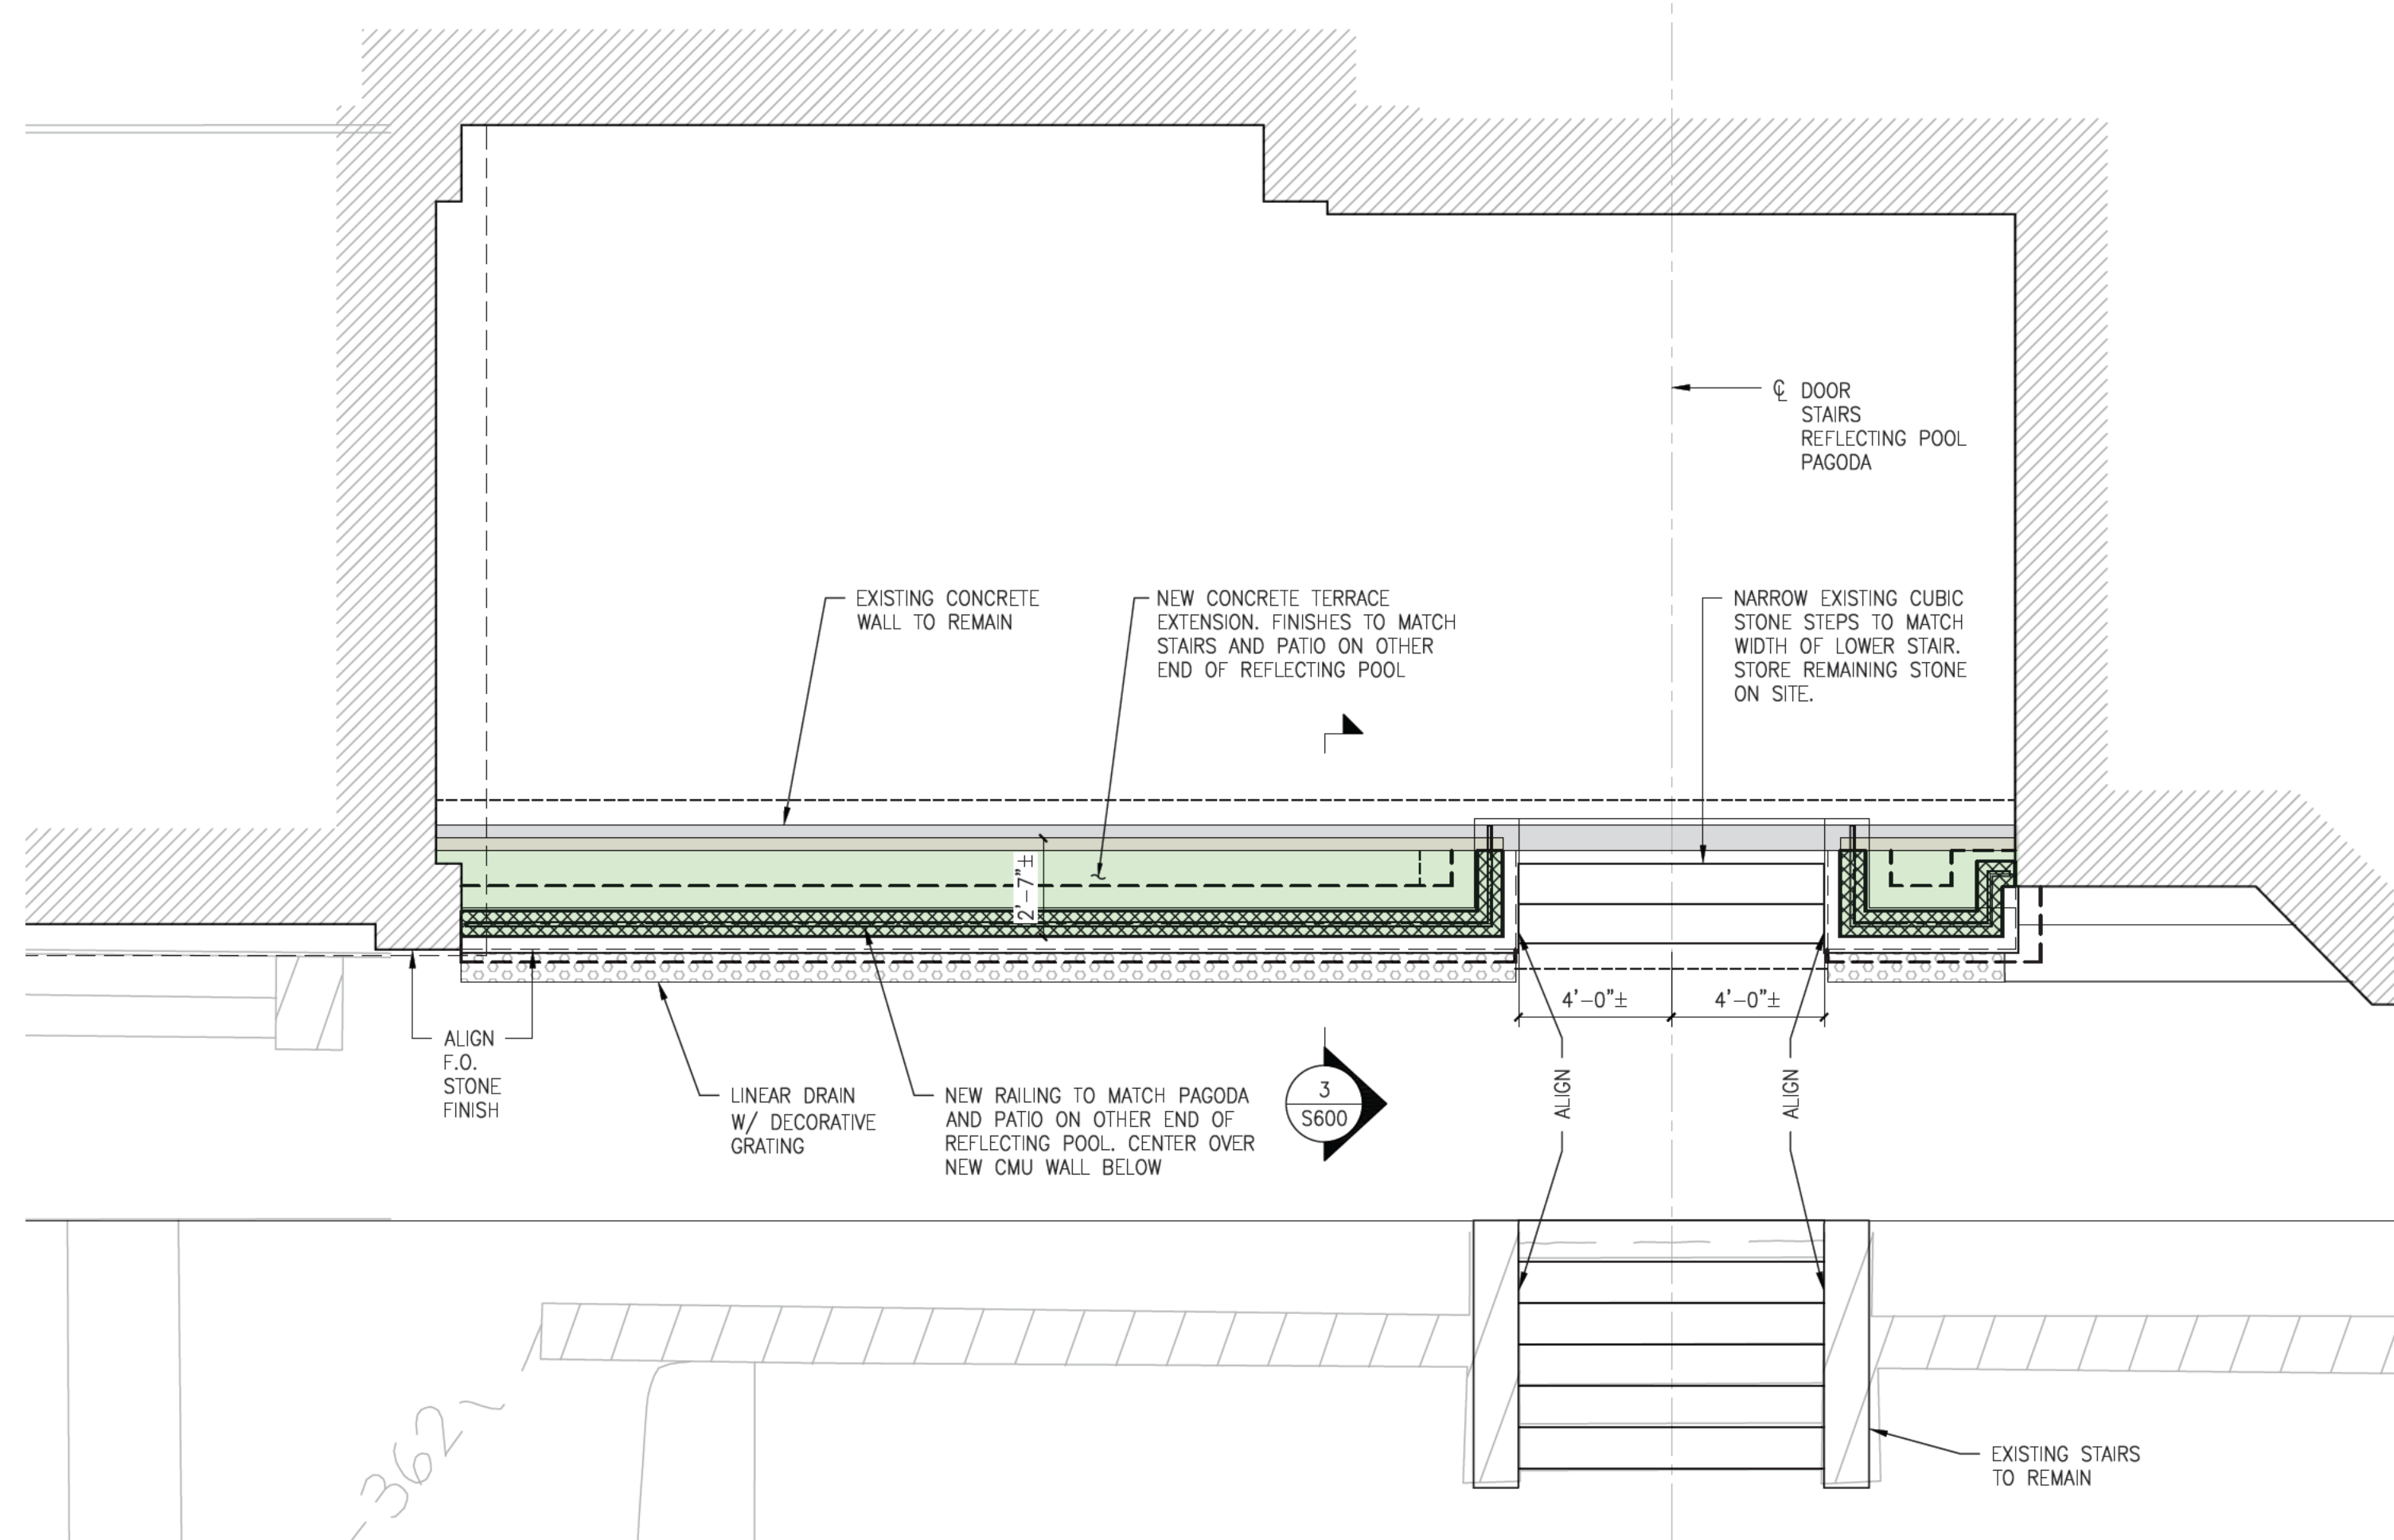 ℄ DOOR
STAIRS
REFLECTING POOL
PAGODA
EXISTING CONCRETE
WALL TO REMAIN
NEW CONCRETE TERRACE
EXTENSION. FINISHES TO MATCH
STAIRS AND PATIO ON OTHER
END OF REFLECTING POOL
NARROW EXISTING CUBIC
STONE STEPS TO MATCH
WIDTH OF LOWER STAIR.
STORE REMAINING STONE
ON SITE.
2'-7"±
4'-0"±
4'-0"±
ALIGN
F.O.
STONE
FINISH
LINEAR DRAIN
W/ DECORATIVE
GRATING
NEW RAILING TO MATCH PAGODA
AND PATIO ON OTHER END OF
REFLECTING POOL. CENTER OVER
NEW CMU WALL BELOW
3
S600
ALIGN
ALIGN
362
EXISTING STAIRS
TO REMAIN